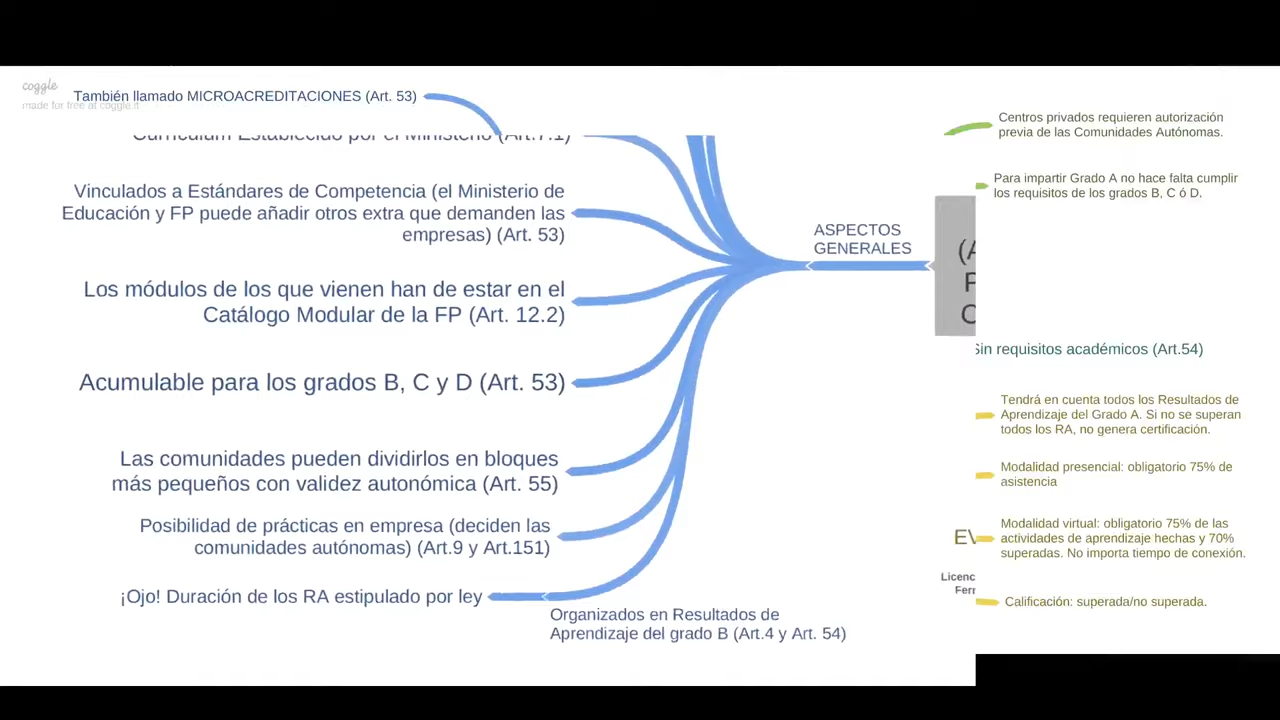 coggle
made for free at coggle.it
También llamado MICROACREDITACIONES (Art. 53)
Curriculum Establecido por el Ministerio (Art.7.1)
Vinculados a Estándares de Competencia (el Ministerio de
Educación y FP puede añadir otros extra que demanden las
empresas) (Art. 53)
Los módulos de los que vienen han de estar en el
Catálogo Modular de la FP (Art. 12.2)
Acumulable para los grados B, C y D (Art. 53)
Las comunidades pueden dividirlos en bloques
más pequeños con validez autonómica (Art. 55)
Posibilidad de prácticas en empresa (deciden las
comunidades autónomas) (Art.9 y Art.151)
¡Ojo! Duración de los RA estipulado por ley
Organizados en Resultados de
Aprendizaje del grado B (Art.4 y Art. 54)
ASPECTOS
GENERALES
Centros privados requieren autorización
previa de las Comunidades Autónomas.
Para impartir Grado A no hace falta cumplir
los requisitos de los grados B, C ó D.
Sin requisitos académicos (Art.54)
Tendrá en cuenta todos los Resultados de
Aprendizaje del Grado A. Si no se superan
todos los RA, no genera certificación.
Modalidad presencial: obligatorio 75% de
asistencia
Modalidad virtual: obligatorio 75% de las
actividades de aprendizaje hechas y 70%
superadas. No importa tiempo de conexión.
Calificación: superada/no superada.